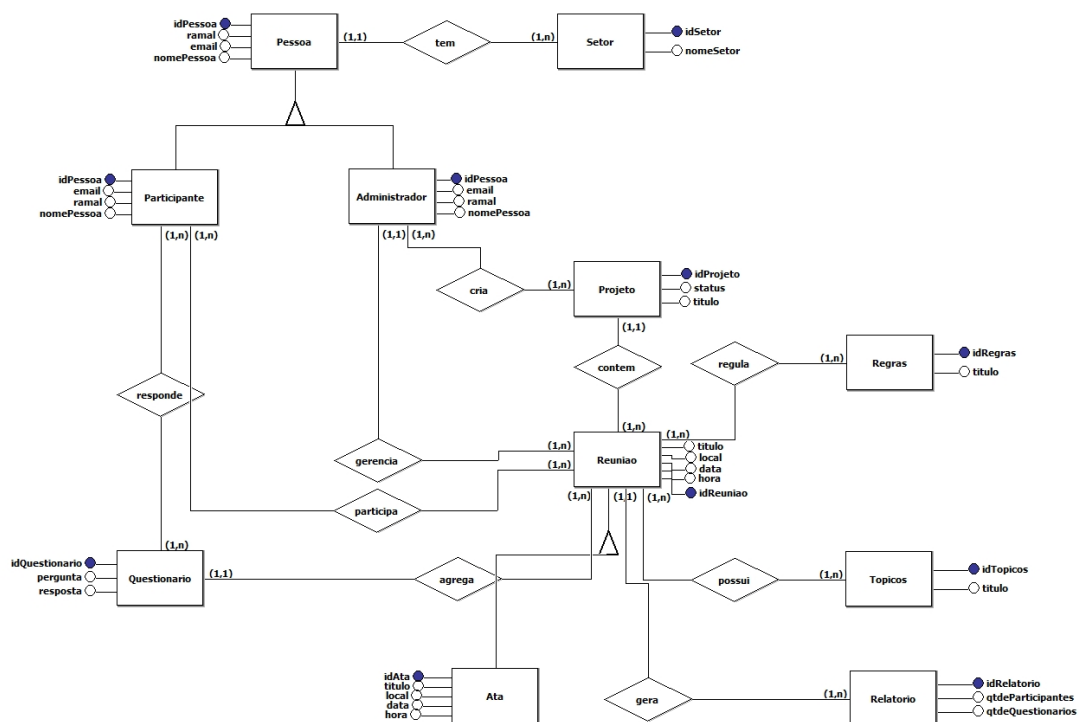 idPessoa
ramal
email
nomePessoa
Pessoa
(1,1)
tem
(1,n)
Setor
idSetor
nomeSetor
idPessoa
email
ramal
nomePessoa
Participante
idPessoa
email
ramal
nomePessoa
Administrador
(1,n)
(1,n)
(1,1)
(1,n)
cria
(1,n)
Projeto
idProjeto
status
titulo
(1,1)
contem
regula
(1,n)
Regras
idRegras
titulo
responde
(1,n)
(1,n)
gerencia
(1,n)
(1,n)
Reuniao
titulo
local
data
hora
idReuniao
participa
(1,n)
(1,1)
(1,n)
(1,n)
idQuestionario
pergunta
resposta
Questionario
(1,1)
agrega
possui
(1,n)
Topicos
idTopicos
titulo
idAta
titulo
local
data
hora
Ata
gera
(1,n)
Relatorio
idRelatorio
qtdeParticipantes
qtdeQuestionarios